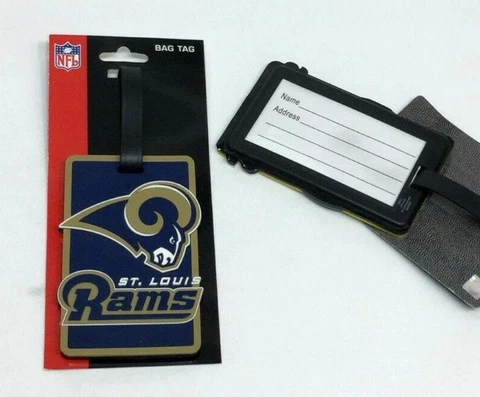 NFL
BAG TAG
ST. LOUIS
Rams
Name
Address